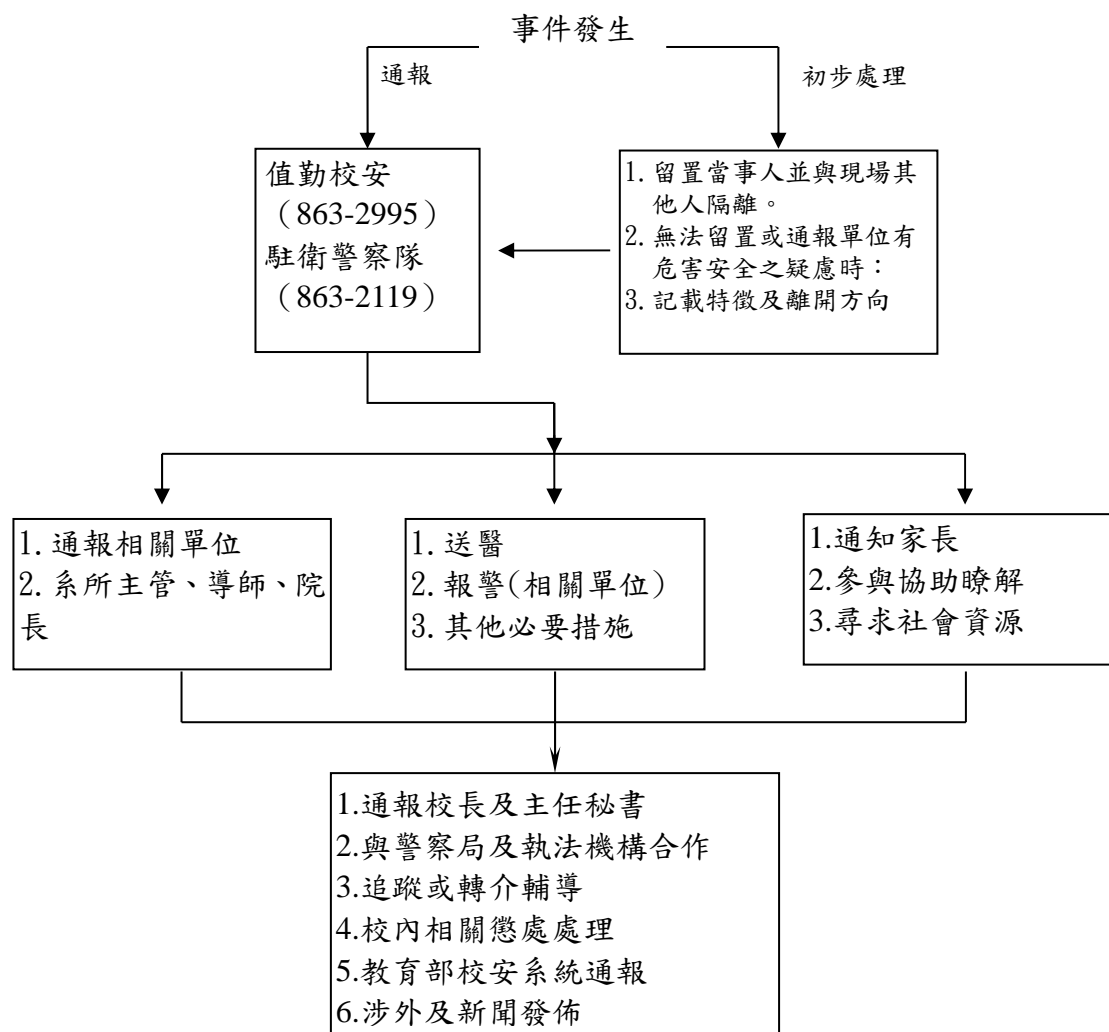 事件發生
通報
初步處理
值勤校安
（863-2995）
駐衛警察隊
（863-2119）
1. 留置當事人並與現場其
他人隔離。
2. 無法留置或通報單位有
危害安全之疑慮時：
3. 記載特徵及離開方向
1. 通報相關單位
2. 系所主管、導師、院
長
1. 送醫
2. 報警(相關單位)
3. 其他必要措施
1.通知家長
2.參與協助瞭解
3.尋求社會資源
1.通報校長及主任秘書
2.與警察局及執法機構合作
3.追蹤或轉介輔導
4.校內相關懲處處理
5.教育部校安系統通報
6.涉外及新聞發佈